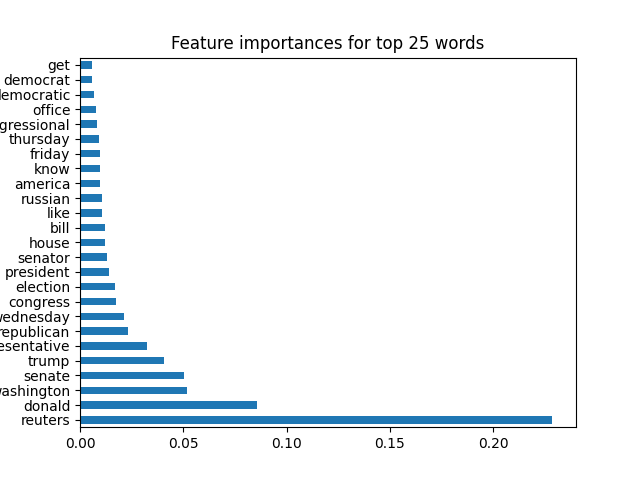 Feature importances for top 25 words
get
democrat
democratic
office
gressional
thursday
friday
know
america
russian
like
bill
house
senator
president
election
congress
wednesday
republican
esentative
trump
senate
washington
donald
reuters
0.00 0.05 0.10 0.15 0.20